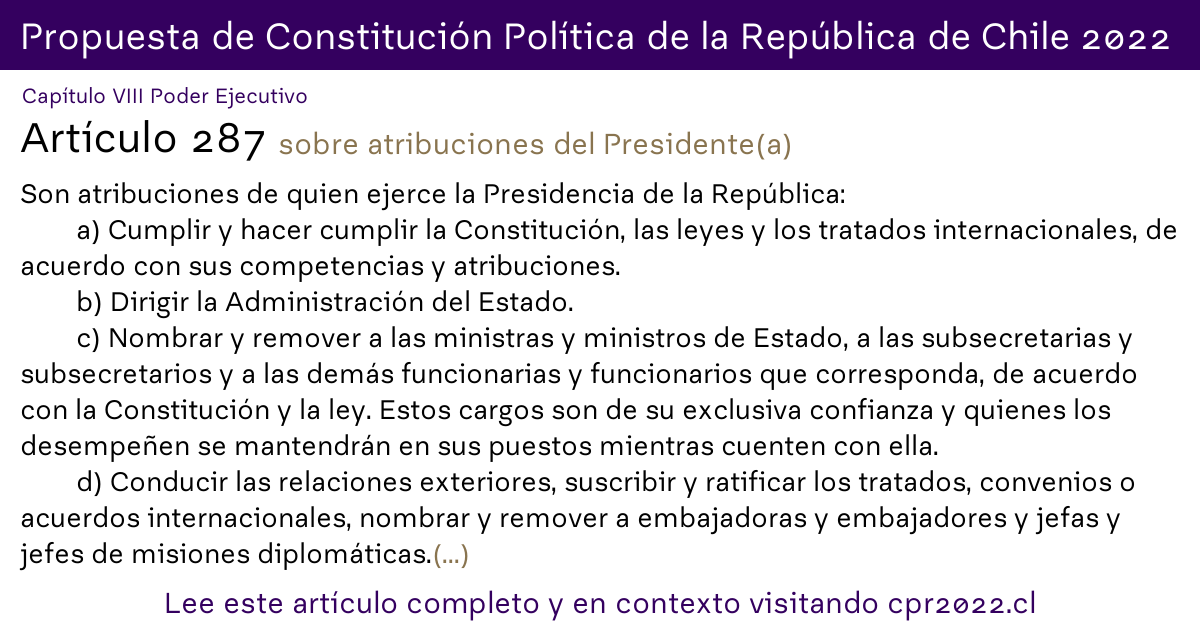 Propuesta de Constitución Política de la República de Chile 2022
Capítulo VIII Poder Ejecutivo
Artículo 287 sobre atribuciones del Presidente(a)
Son atribuciones de quien ejerce la Presidencia de la República:
a) Cumplir y hacer cumplir la Constitución, las leyes y los tratados internacionales, de
acuerdo con sus competencias y atribuciones.
b) Dirigir la Administración del Estado.
c) Nombrar y remover a las ministras y ministros de Estado, a las subsecretarias y
subsecretarios y a las demás funcionarias y funcionarios que corresponda, de acuerdo
con la Constitución y la ley. Estos cargos son de su exclusiva confianza y quienes los
desempeñen se mantendrán en sus puestos mientras cuenten con ella.
d) Conducir las relaciones exteriores, suscribir y ratificar los tratados, convenios o
acuerdos internacionales, nombrar y remover a embajadoras y embajadores y jefas y
jefes de misiones diplomáticas.(...)
Lee este artículo completo y en contexto visitando cpr2022.cl